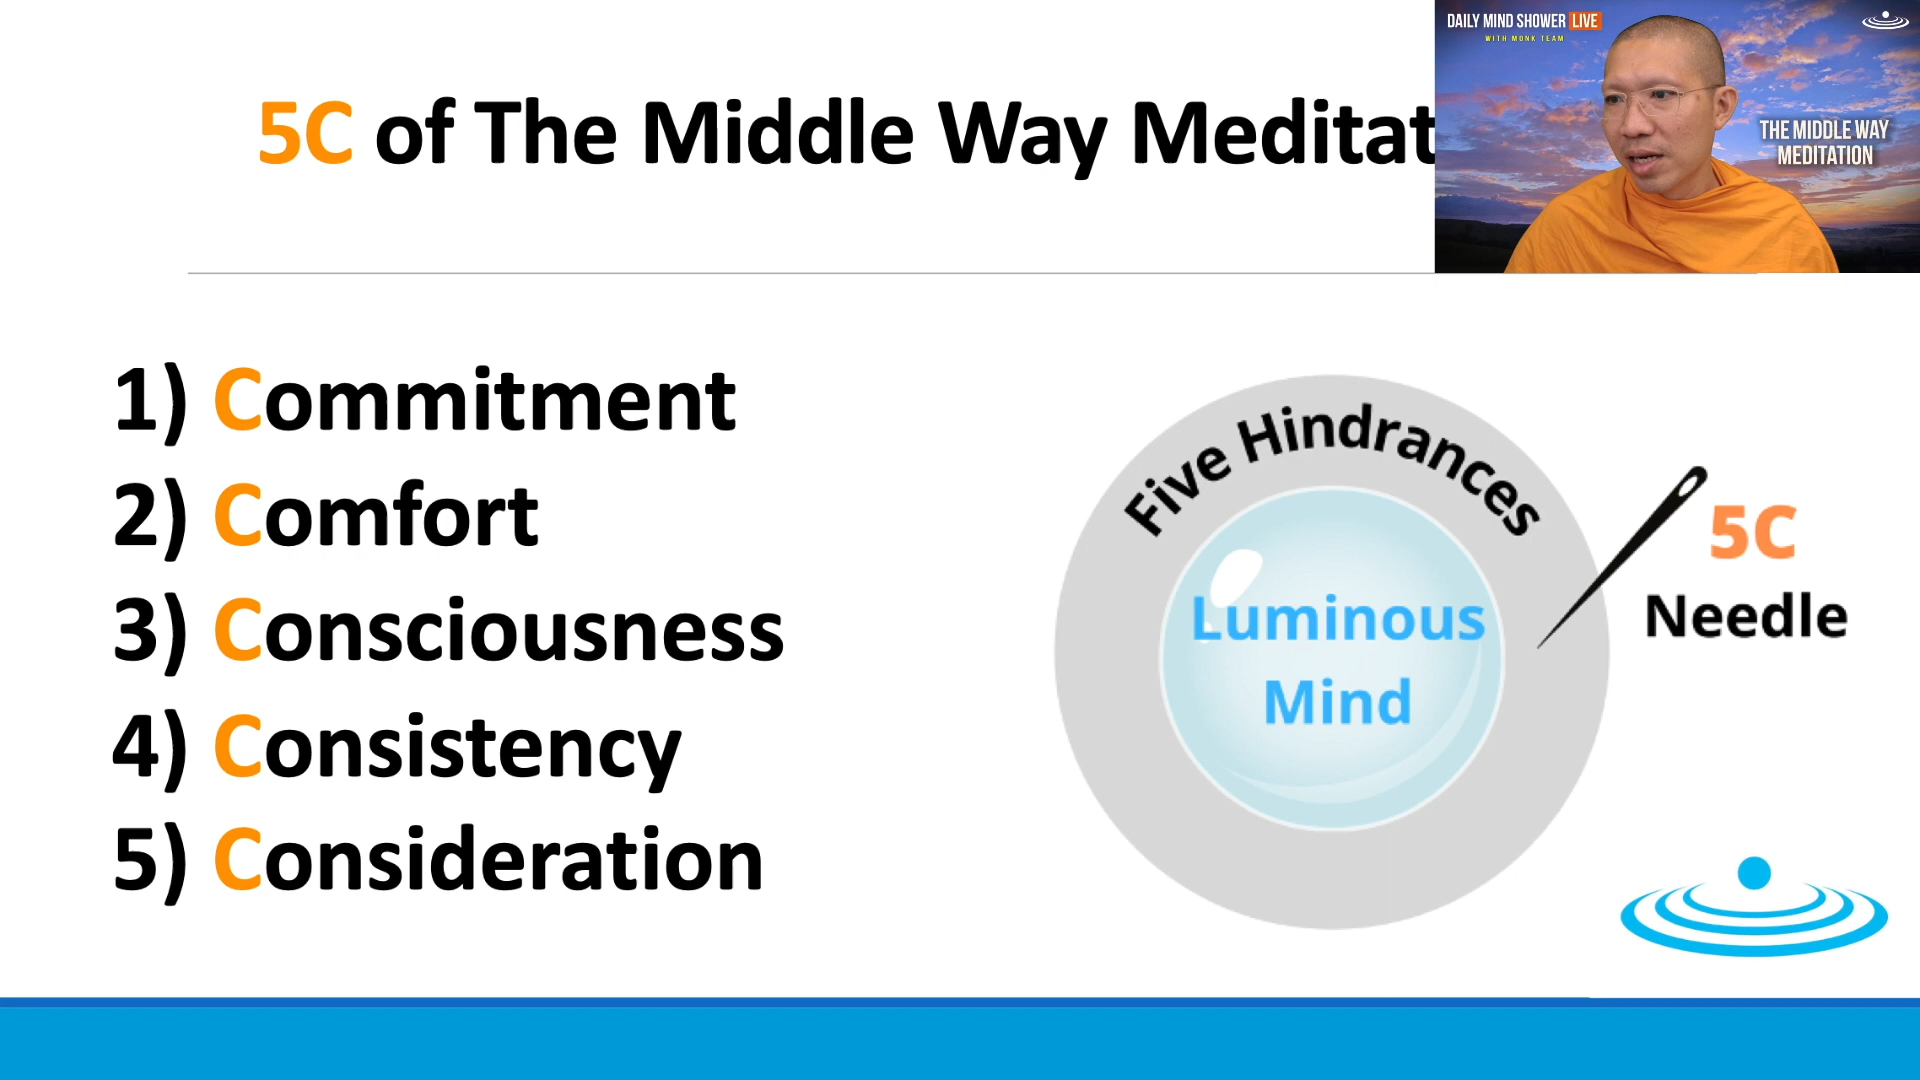 5C of The Middle Way Meditat
DAILY MIND SHOWER LIVE
WITH MONK TEAM
THE MIDDLE WAY
MEDITATION
1) Commitment
2) Comfort
3) Consciousness
4) Consistency
5) Consideration
Five Hindrances
Luminous
Mind
5C
Needle